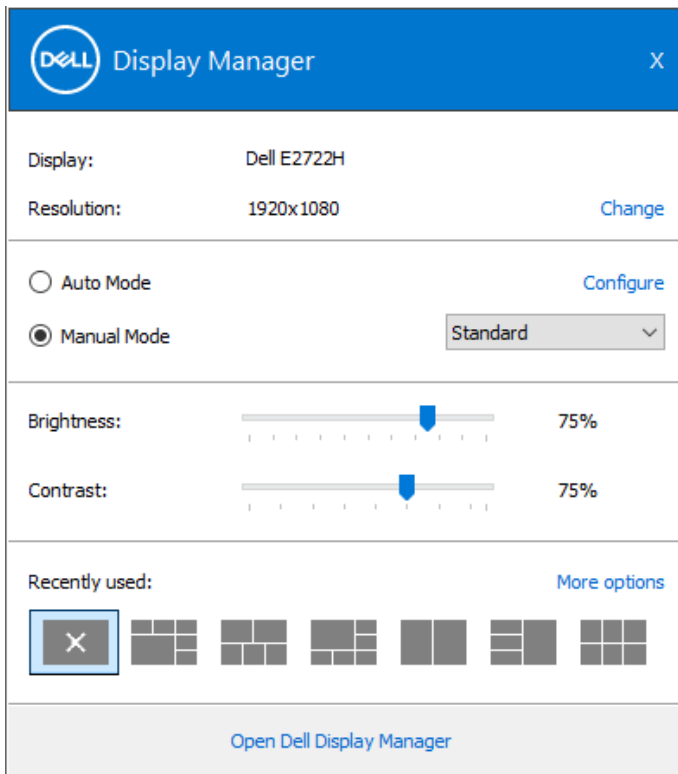 DELL Display Manager X
Display: Dell E2722H
Resolution: 1920x1080 Change
Auto Mode Configure
Manual Mode Standard
Brightness: 75%
Contrast: 75%
Recently used: More options
Open Dell Display Manager